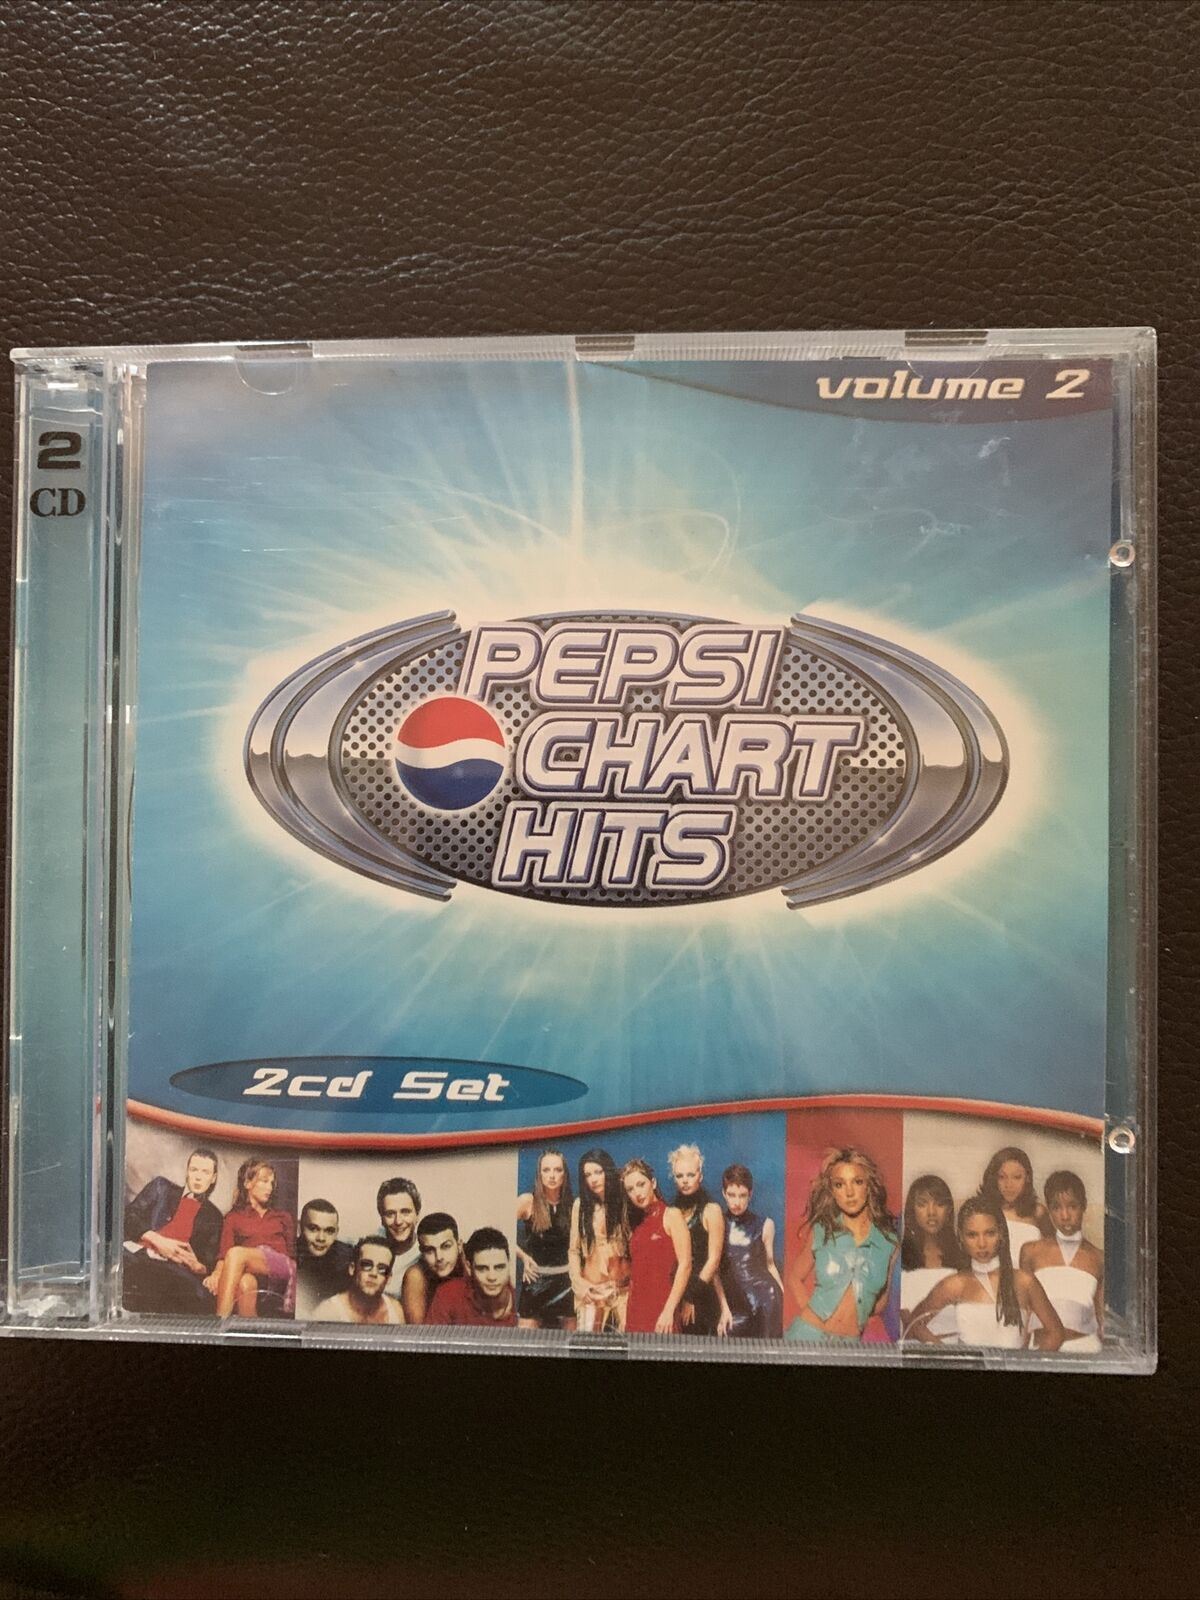 volume 2
2
CD
PEPSI
CHART
HITS
2cd Set